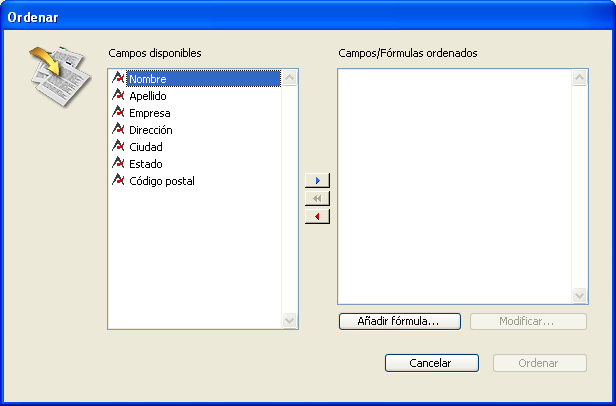 Ordenar
Campos disponibles
Campos/Fórmulas ordenados
Nombre
Apellido
Empresa
Dirección
Ciudad
Estado
Código postal
Añadir fórmula...
Modificar...
Cancelar
Ordenar